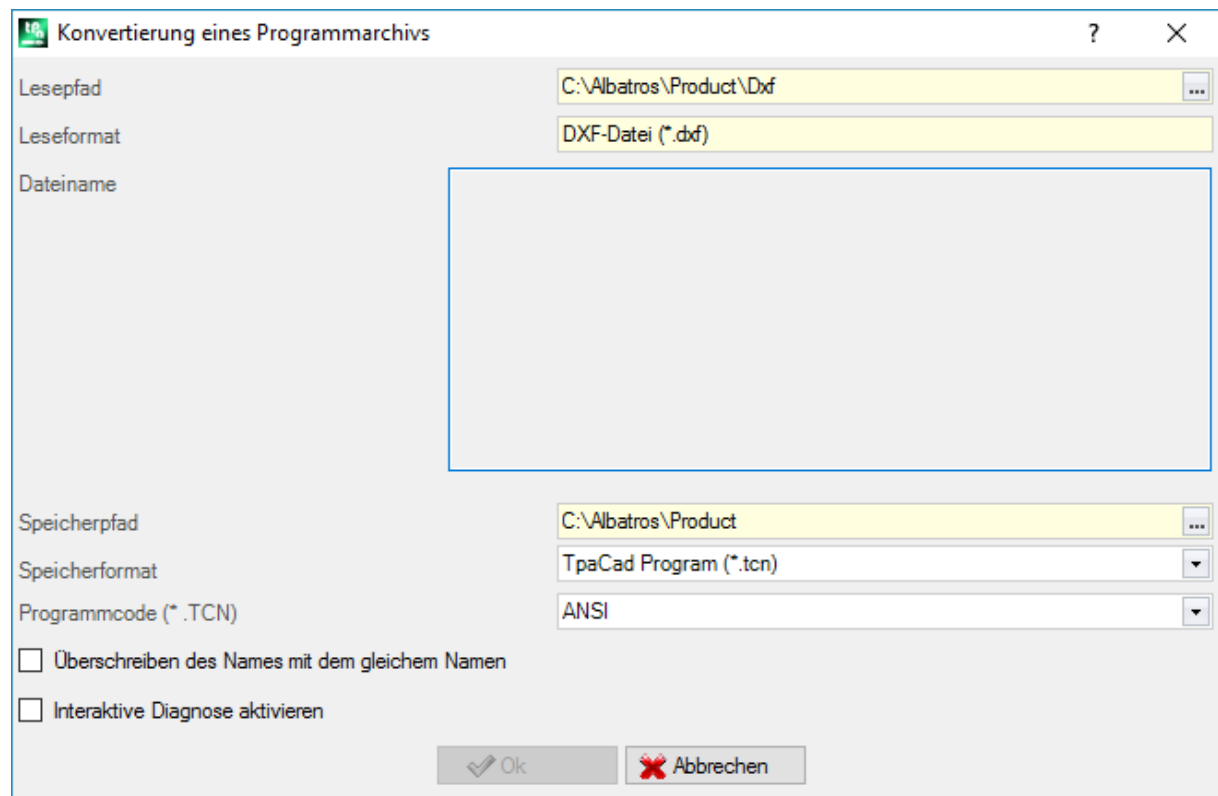 Konvertierung eines Programmarchivs ?
Lesepfad C:\Albatros\Product\Dxf ...
Leseformat DXF-Datei (*.dxf)
Dateiname
Speicherpfad C:\Albatros\Product ...
Speicherformat TpaCad Program (*.tcn)
Programmcode (* .TCN) ANSI
Überschreiben des Names mit dem gleichem Namen
Interaktive Diagnose aktivieren
Ok Abbrechen